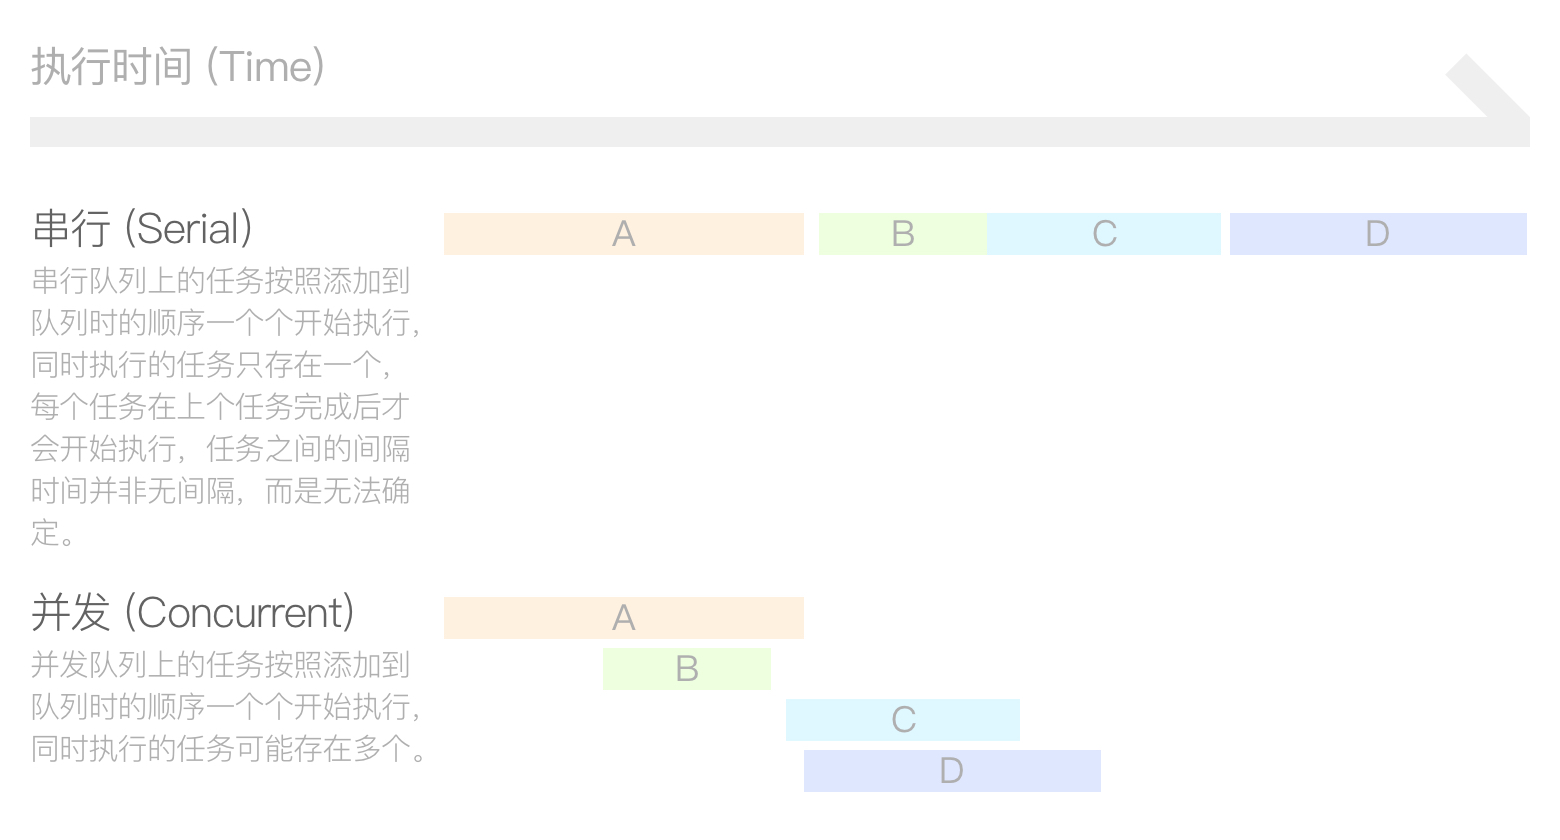 执行时间 (Time)
串行 (Serial)
A
B
C
D
串行队列上的任务按照添加到
队列时的顺序一个个开始执行，
同时执行的任务只存在一个，
每个任务在上个任务完成后才
会开始执行，任务之间的间隔
时间并非无间隔，而是无法确
定。
并发 (Concurrent)
A
并发队列上的任务按照添加到
队列时的顺序一个个开始执行，
同时执行的任务可能存在多个。
B
C
D